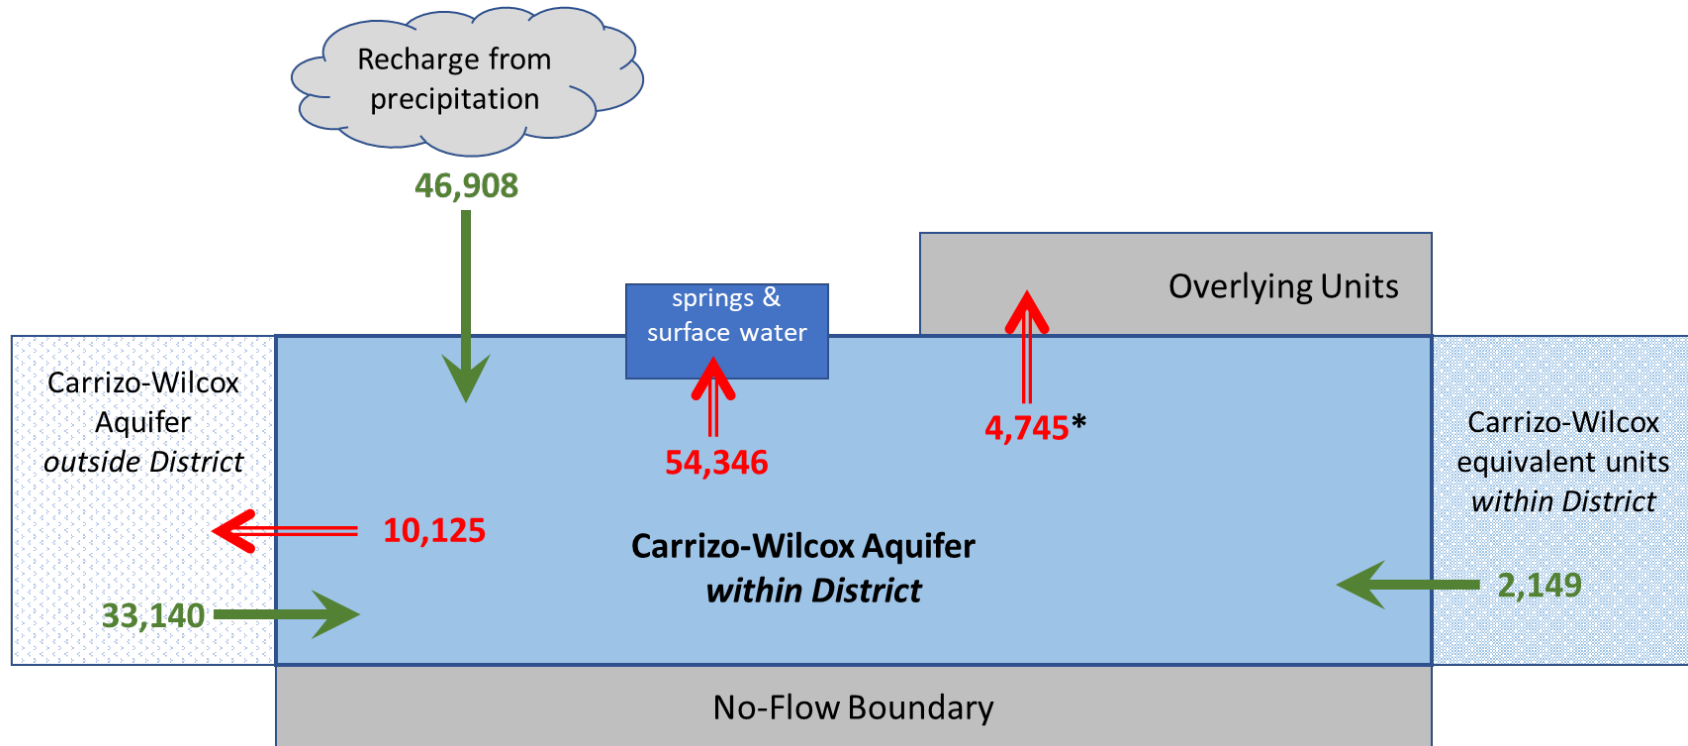 Recharge from
precipitation
46,908
Overlying Units
springs &
surface water
Carrizo-Wilcox
Aquifer
outside District
4,745*
54,346
Carrizo-Wilcox
equivalent units
within District
10,125
Carrizo-Wilcox Aquifer
within District
33,140
2,149
No-Flow Boundary